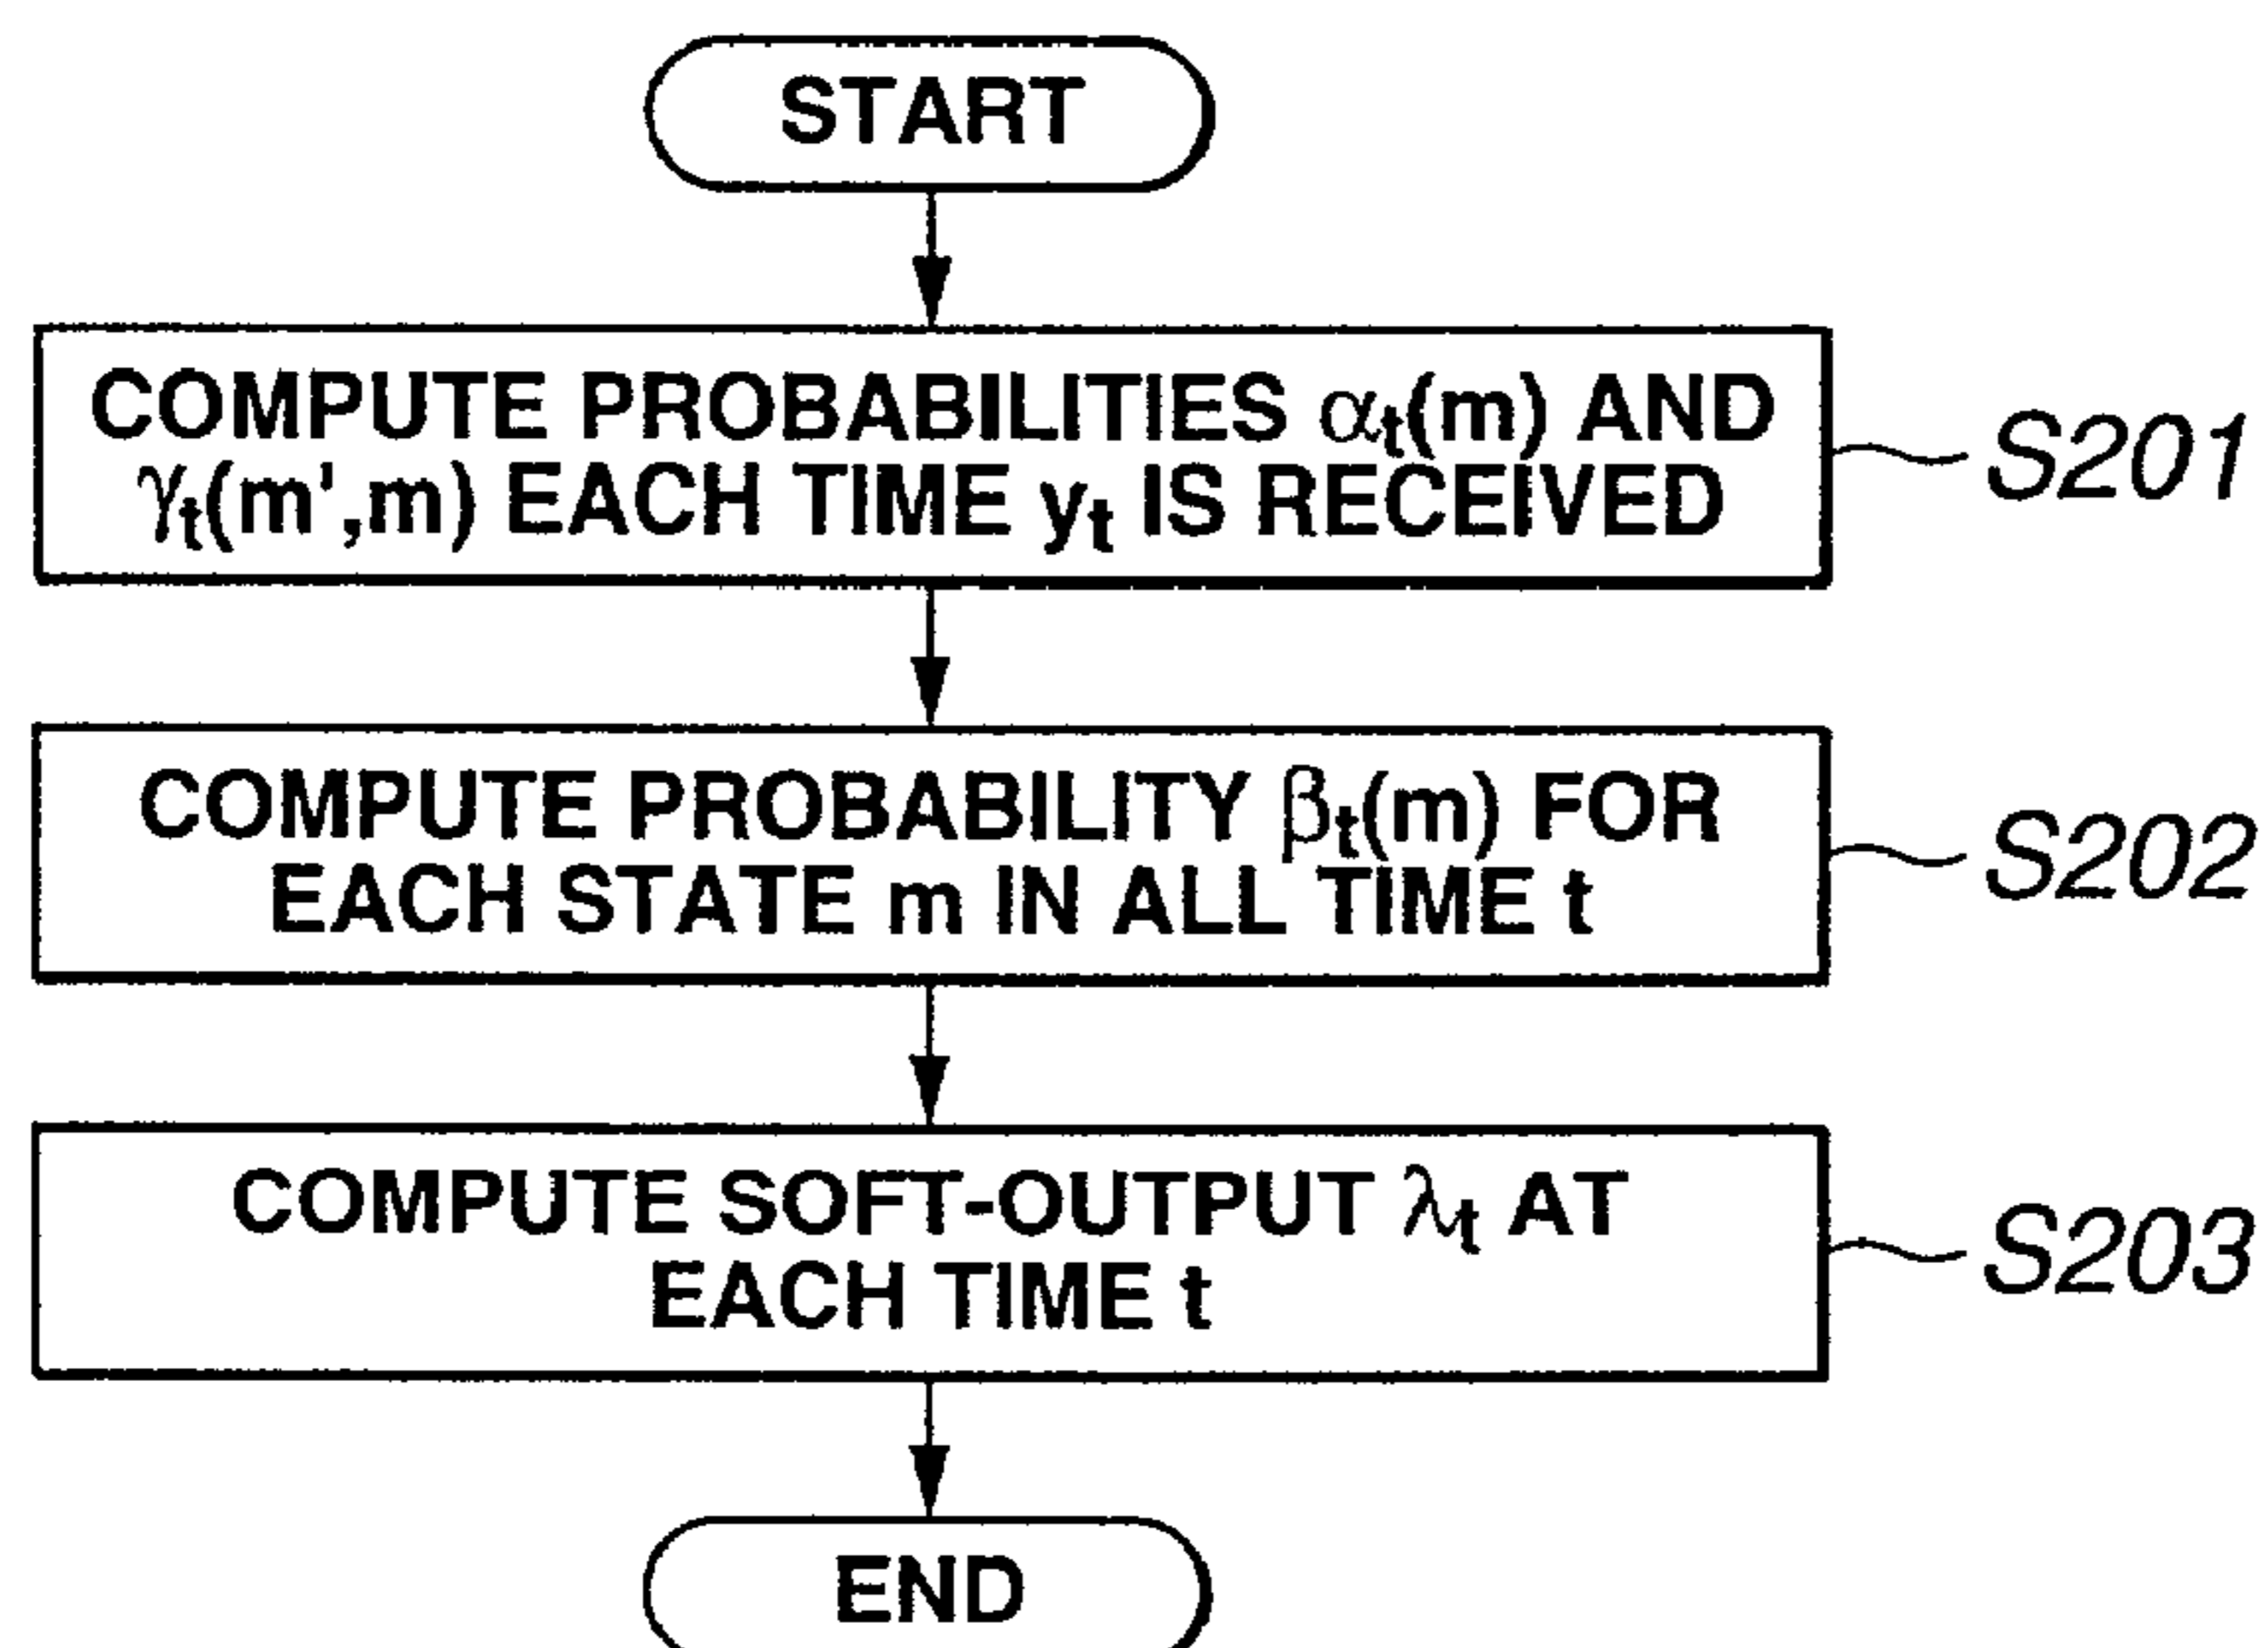 START
COMPUTE PROBABILITIES αt(m) AND
γt(m',m) EACH TIME yt IS RECEIVED
S201
COMPUTE PROBABILITY βt(m) FOR
EACH STATE m IN ALL TIME t
S202
COMPUTE SOFT-OUTPUT λt AT
EACH TIME t
S203
END